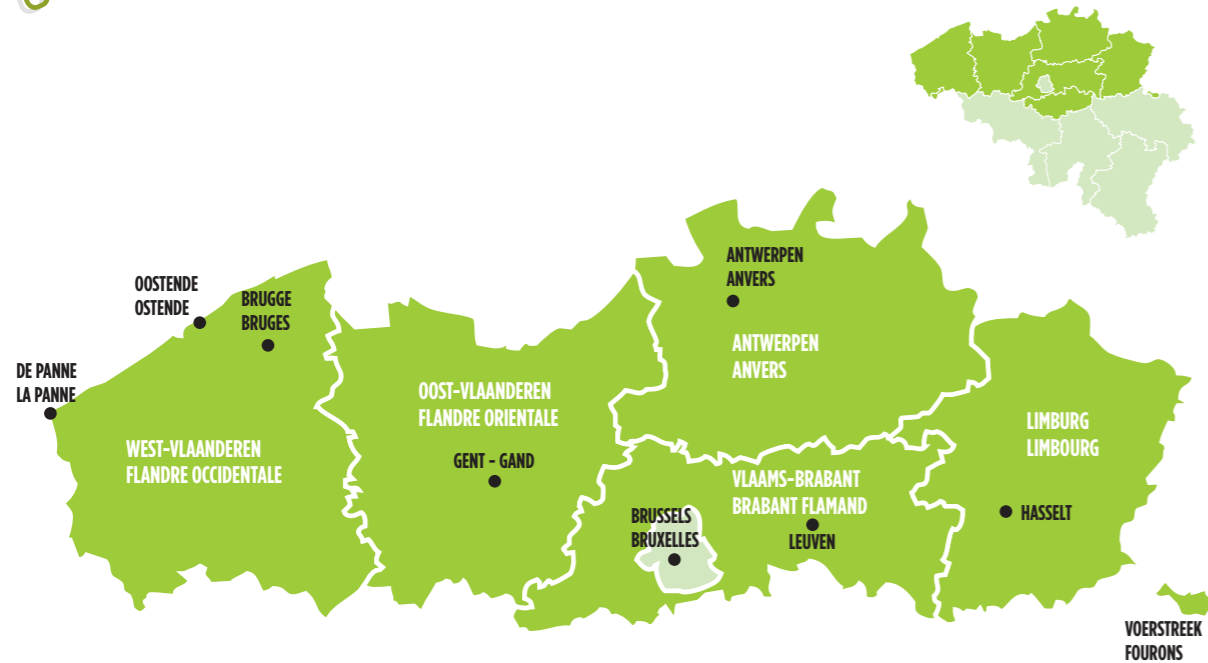 ANTWERPEN
ANVERS
OOSTENDE
OSTENDE
BRUGGE
BRUGES
ANTWERPEN
ANVERS
DE PANNE
LA PANNE
OOST-VLAANDEREN
FLANDRE ORIENTALE
LIMBURG
LIMBOURG
WEST-VLAANDEREN
FLANDRE OCCIDENTALE
GENT - GAND
VLAAMS-BRABANT
BRABANT FLAMAND
BRUSSELS
BRUXELLES
LEUVEN
HASSELT
VOERSTREEK
FOURONS